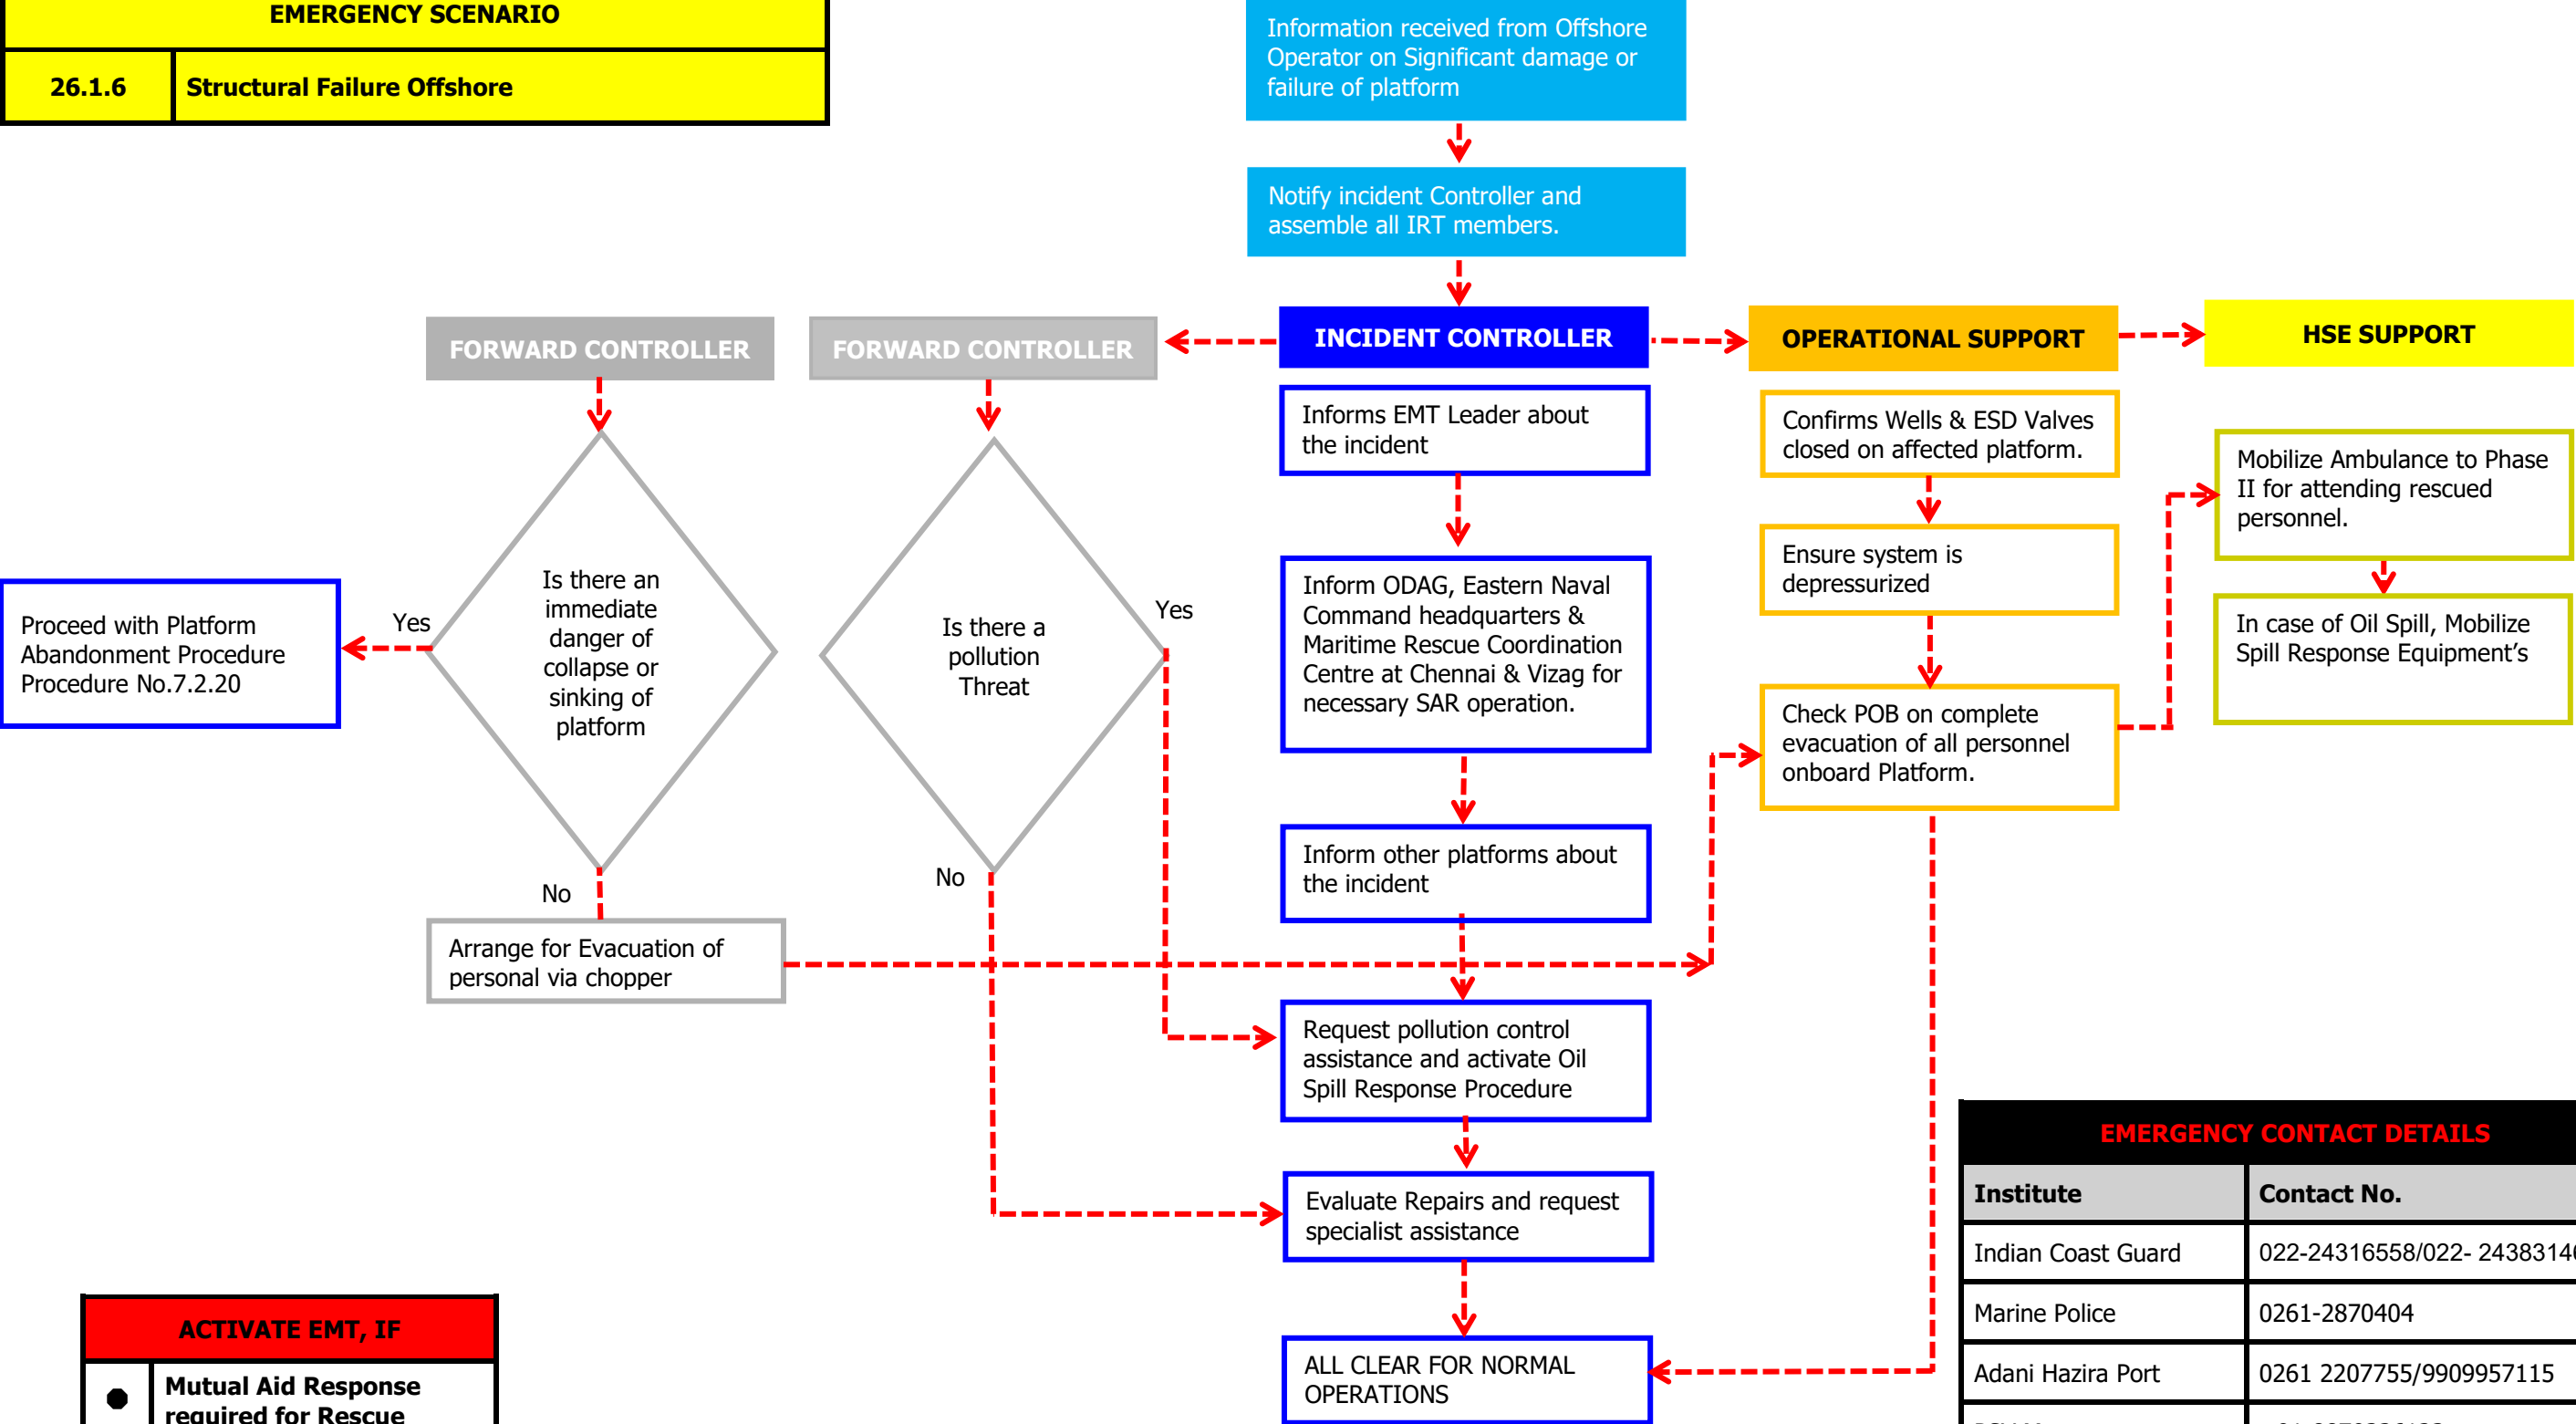 EMERGENCY SCENARIO
26.1.6
Structural Failure Offshore
Information received from Offshore
Operator on Significant damage or
failure of platform
Notify incident Controller and
assemble all IRT members.
FORWARD CONTROLLER
FORWARD CONTROLLER
INCIDENT CONTROLLER
OPERATIONAL SUPPORT
HSE SUPPORT
Proceed with Platform
Abandonment Procedure
Procedure No.7.2.20
Yes
Is there an
immediate
danger of
collapse or
sinking of
platform
No
Arrange for Evacuation of
personal via chopper
Is there a
pollution
Threat
Yes
No
Informs EMT Leader about
the incident
Inform ODAG, Eastern Naval
Command headquarters &
Maritime Rescue Coordination
Centre at Chennai & Vizag for
necessary SAR operation.
Inform other platforms about
the incident
Request pollution control
assistance and activate Oil
Spill Response Procedure
Evaluate Repairs and request
specialist assistance
ALL CLEAR FOR NORMAL
OPERATIONS
Confirms Wells & ESD Valves
closed on affected platform.
Ensure system is
depressurized
Check POB on complete
evacuation of all personnel
onboard Platform.
Mobilize Ambulance to Phase
II for attending rescued
personnel.
In case of Oil Spill, Mobilize
Spill Response Equipment's
ACTIVATE EMT, IF
Mutual Aid Response
required for Rescue
EMERGENCY CONTACT DETAILS
Institute
Contact No.
Indian Coast Guard
022-24316558/022-
Marine Police
0261-2870404
Adani Hazira Port
0261 2207755/9909957115